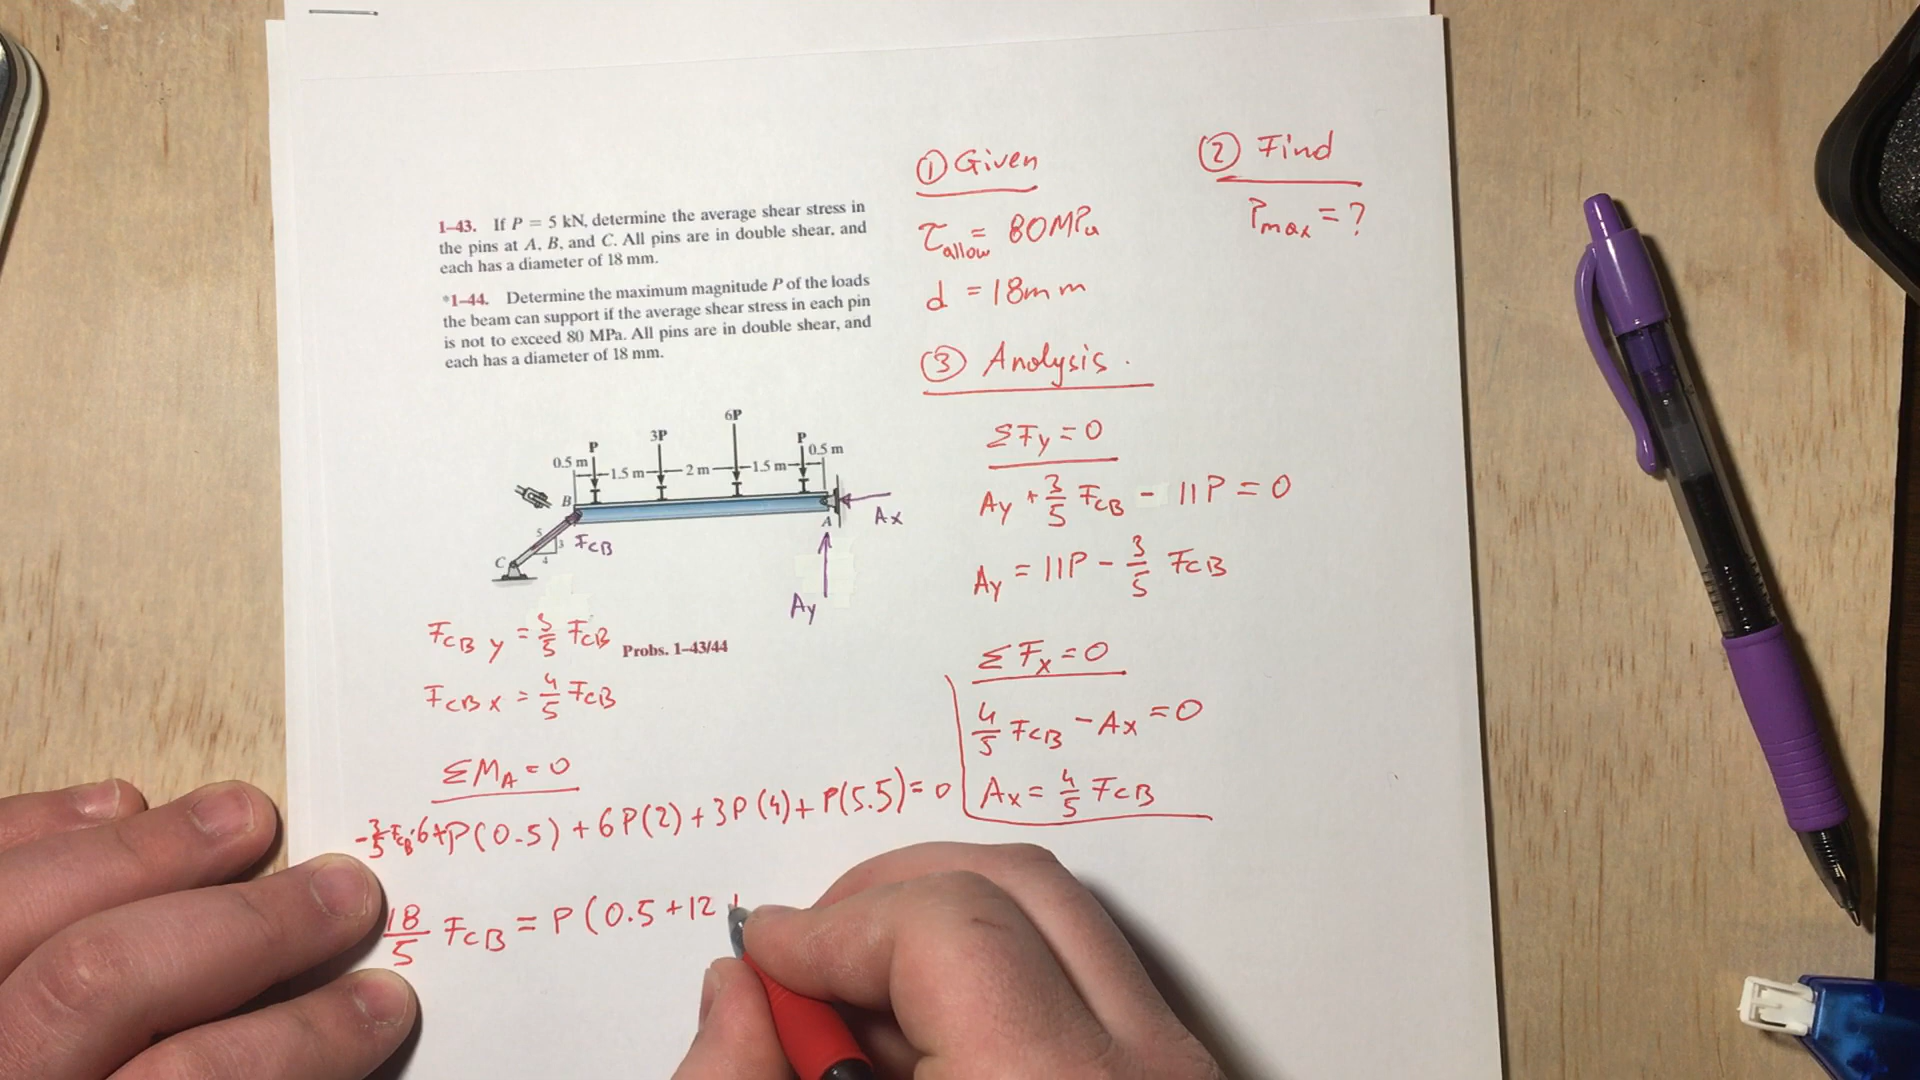 1–43. If P = 5 kN, determine the average shear stress in
the pins at A, B, and C. All pins are in double shear, and
each has a diameter of 18 mm.
*1–44. Determine the maximum magnitude P of the loads
the beam can support if the average shear stress in each pin
is not to exceed 80 MPa. All pins are in double shear, and
each has a diameter of 18 mm.
6P
3P
P
P
0.5 m
0.5 m
1.5 m
2 m
1.5 m
B
A
Ax
5
3
4
C
FCB
Ay
FCB y = 3/5 FCB
Probs. 1–43/44
FCB x = 4/5 FCB
ΣMA = 0
-3/5 FCB·6+P(0.5) + 6P(2) + 3P(4) + P(5.5) = 0
18/5 FCB = P(0.5 + 12
① Given
τallow = 80MPa
d = 18mm
② Find
Pmax = ?
③ Analysis.
ΣFy = 0
Ay + 3/5 FCB - 11P = 0
Ay = 11P - 3/5 FCB
ΣFx = 0
4/5 FCB - Ax = 0
Ax = 4/5 FCB